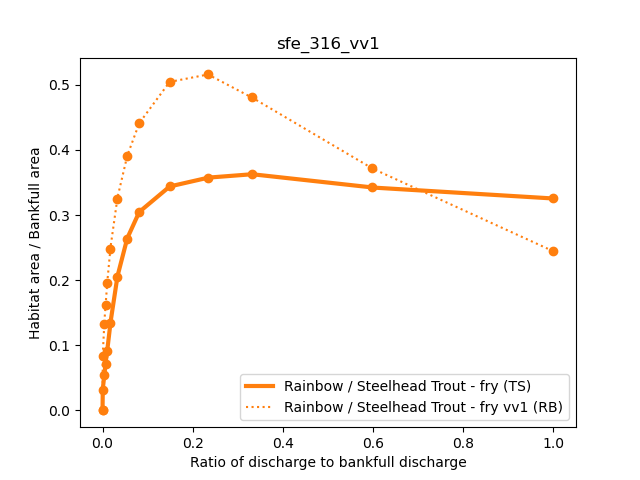 sfe_316_vv1
0.5
0.4
0.3
0.2
0.1
0.0
Habitat area / Bankfull area
Rainbow / Steelhead Trout - fry (TS)
Rainbow / Steelhead Trout - fry vv1 (RB)
0.0 0.2 0.4 0.6 0.8 1.0
Ratio of discharge to bankfull discharge